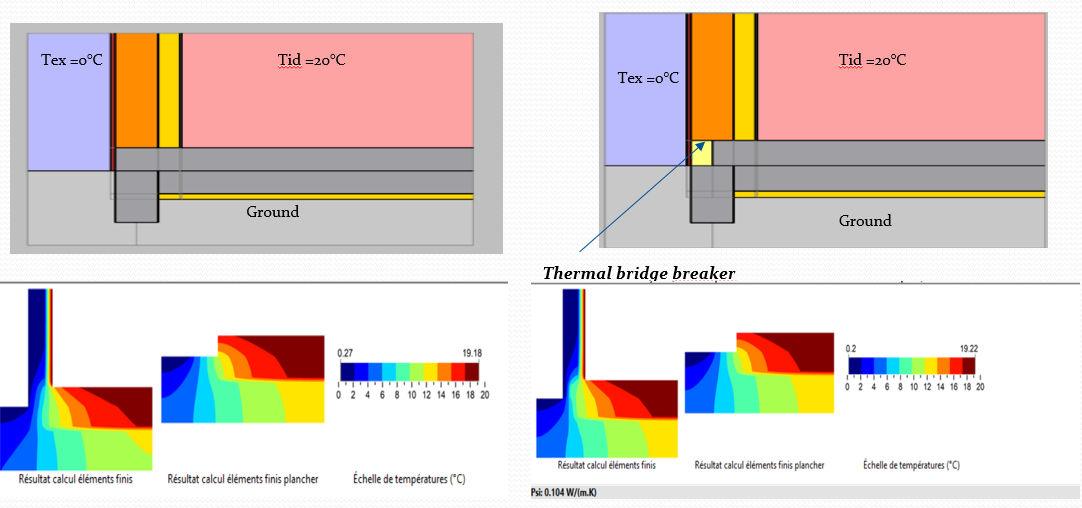 Tex =0°C
Tid =20°C
Ground
Tex =0°C
Tid =20°C
Ground
Thermal bridge breaker
0.27 19.18
0 2 4 6 8 10 12 14 16 18 20
Résultat calcul éléments finis
Résultat calcul éléments finis plancher
Échelle de températures (°C)
0.2 19.22
0 2 4 6 8 10 12 14 16 18 20
Résultat calcul éléments finis
Résultat calcul éléments finis plancher
Échelle de températures (°C)
Psi: 0.104 W/(m.K)